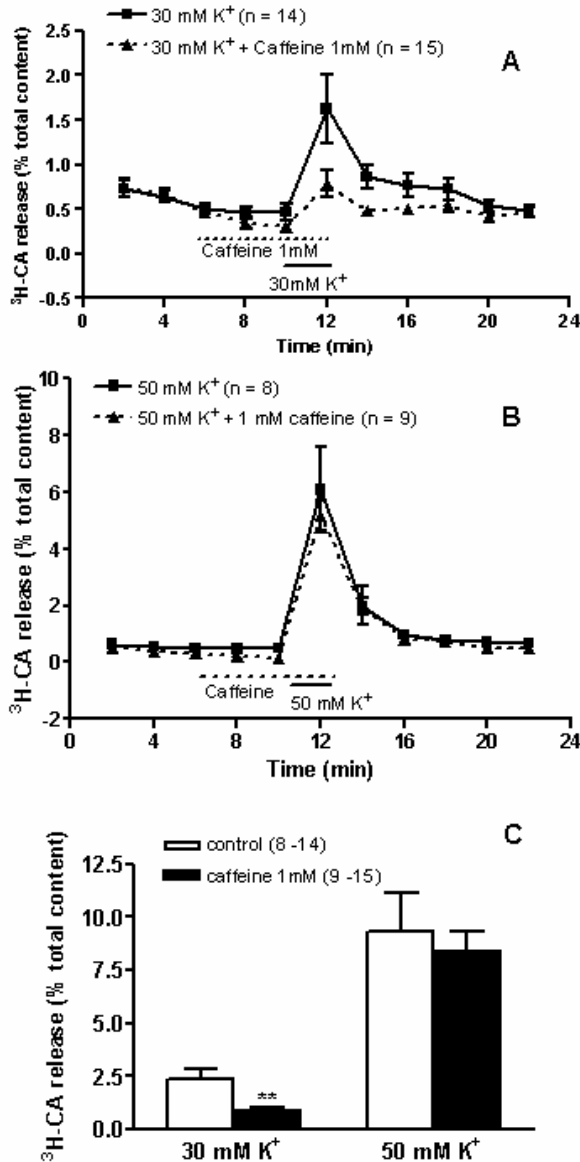 30 mM K⁺ (n = 14)
30 mM K⁺ + Caffeine 1mM (n = 15)
A
³H-CA release (% total content)
2.5
2.0
1.5
1.0
0.5
0.0
-0.5
Caffeine 1mM
30mM K⁺
0 4 8 12 16 20 24
Time (min)
50 mM K⁺ (n = 8)
50 mM K⁺ + 1 mM caffeine (n = 9)
B
³H-CA release (% total content)
10
8
6
4
2
0
-2
Caffeine
50 mM K⁺
0 4 8 12 16 20 24
Time (min)
C
control (8 -14)
caffeine 1mM (9 -15)
³H-CA release (% total content)
12.5
10.0
7.5
5.0
2.5
0.0
**
30 mM K⁺ 50 mM K⁺